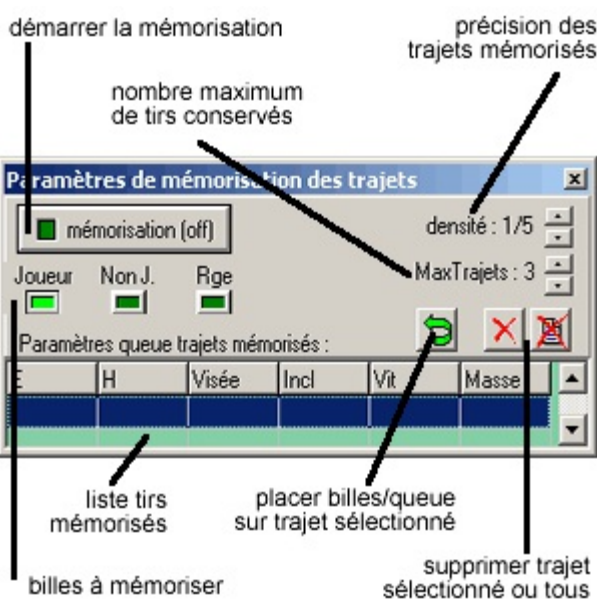 démarrer la mémorisation
précision des
trajets mémorisés
nombre maximum
de tirs conservés
Paramètres de mémorisation des trajets
mémorisation (off)
densité : 1/5
MaxTrajets : 3
Joueur Non J. Rge
Paramètres queue trajets mémorisés :
E H Visée Incl Vit Masse
liste tirs
mémorisés
placer billes/queue
sur trajet sélectionné
billes à mémoriser
supprimer trajet
sélectionné ou tous